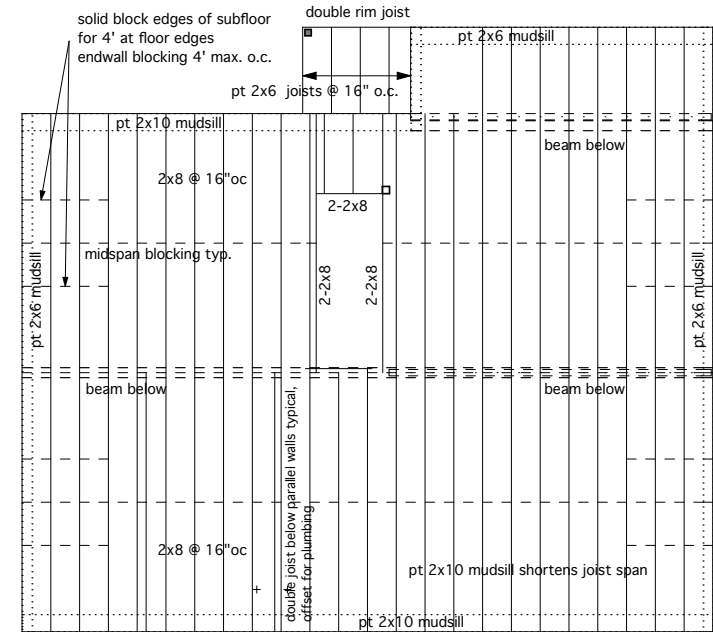 double rim joist
solid block edges of subfloor
for 4' at floor edges
endwall blocking 4' max. o.c.
pt 2x6 mudsill
pt 2x6 joists @ 16" o.c.
pt 2x10 mudsill
beam below
2x8 @ 16"oc
2-2x8
midspan blocking typ.
pt 2x6 mudsill
2-2x8
2-2x8
pt 2x6 mudsill
beam below
beam below
double joist below parallel walls typical,
offset for plumbing
2x8 @ 16"oc
pt 2x10 mudsill shortens joist span
pt 2x10 mudsill